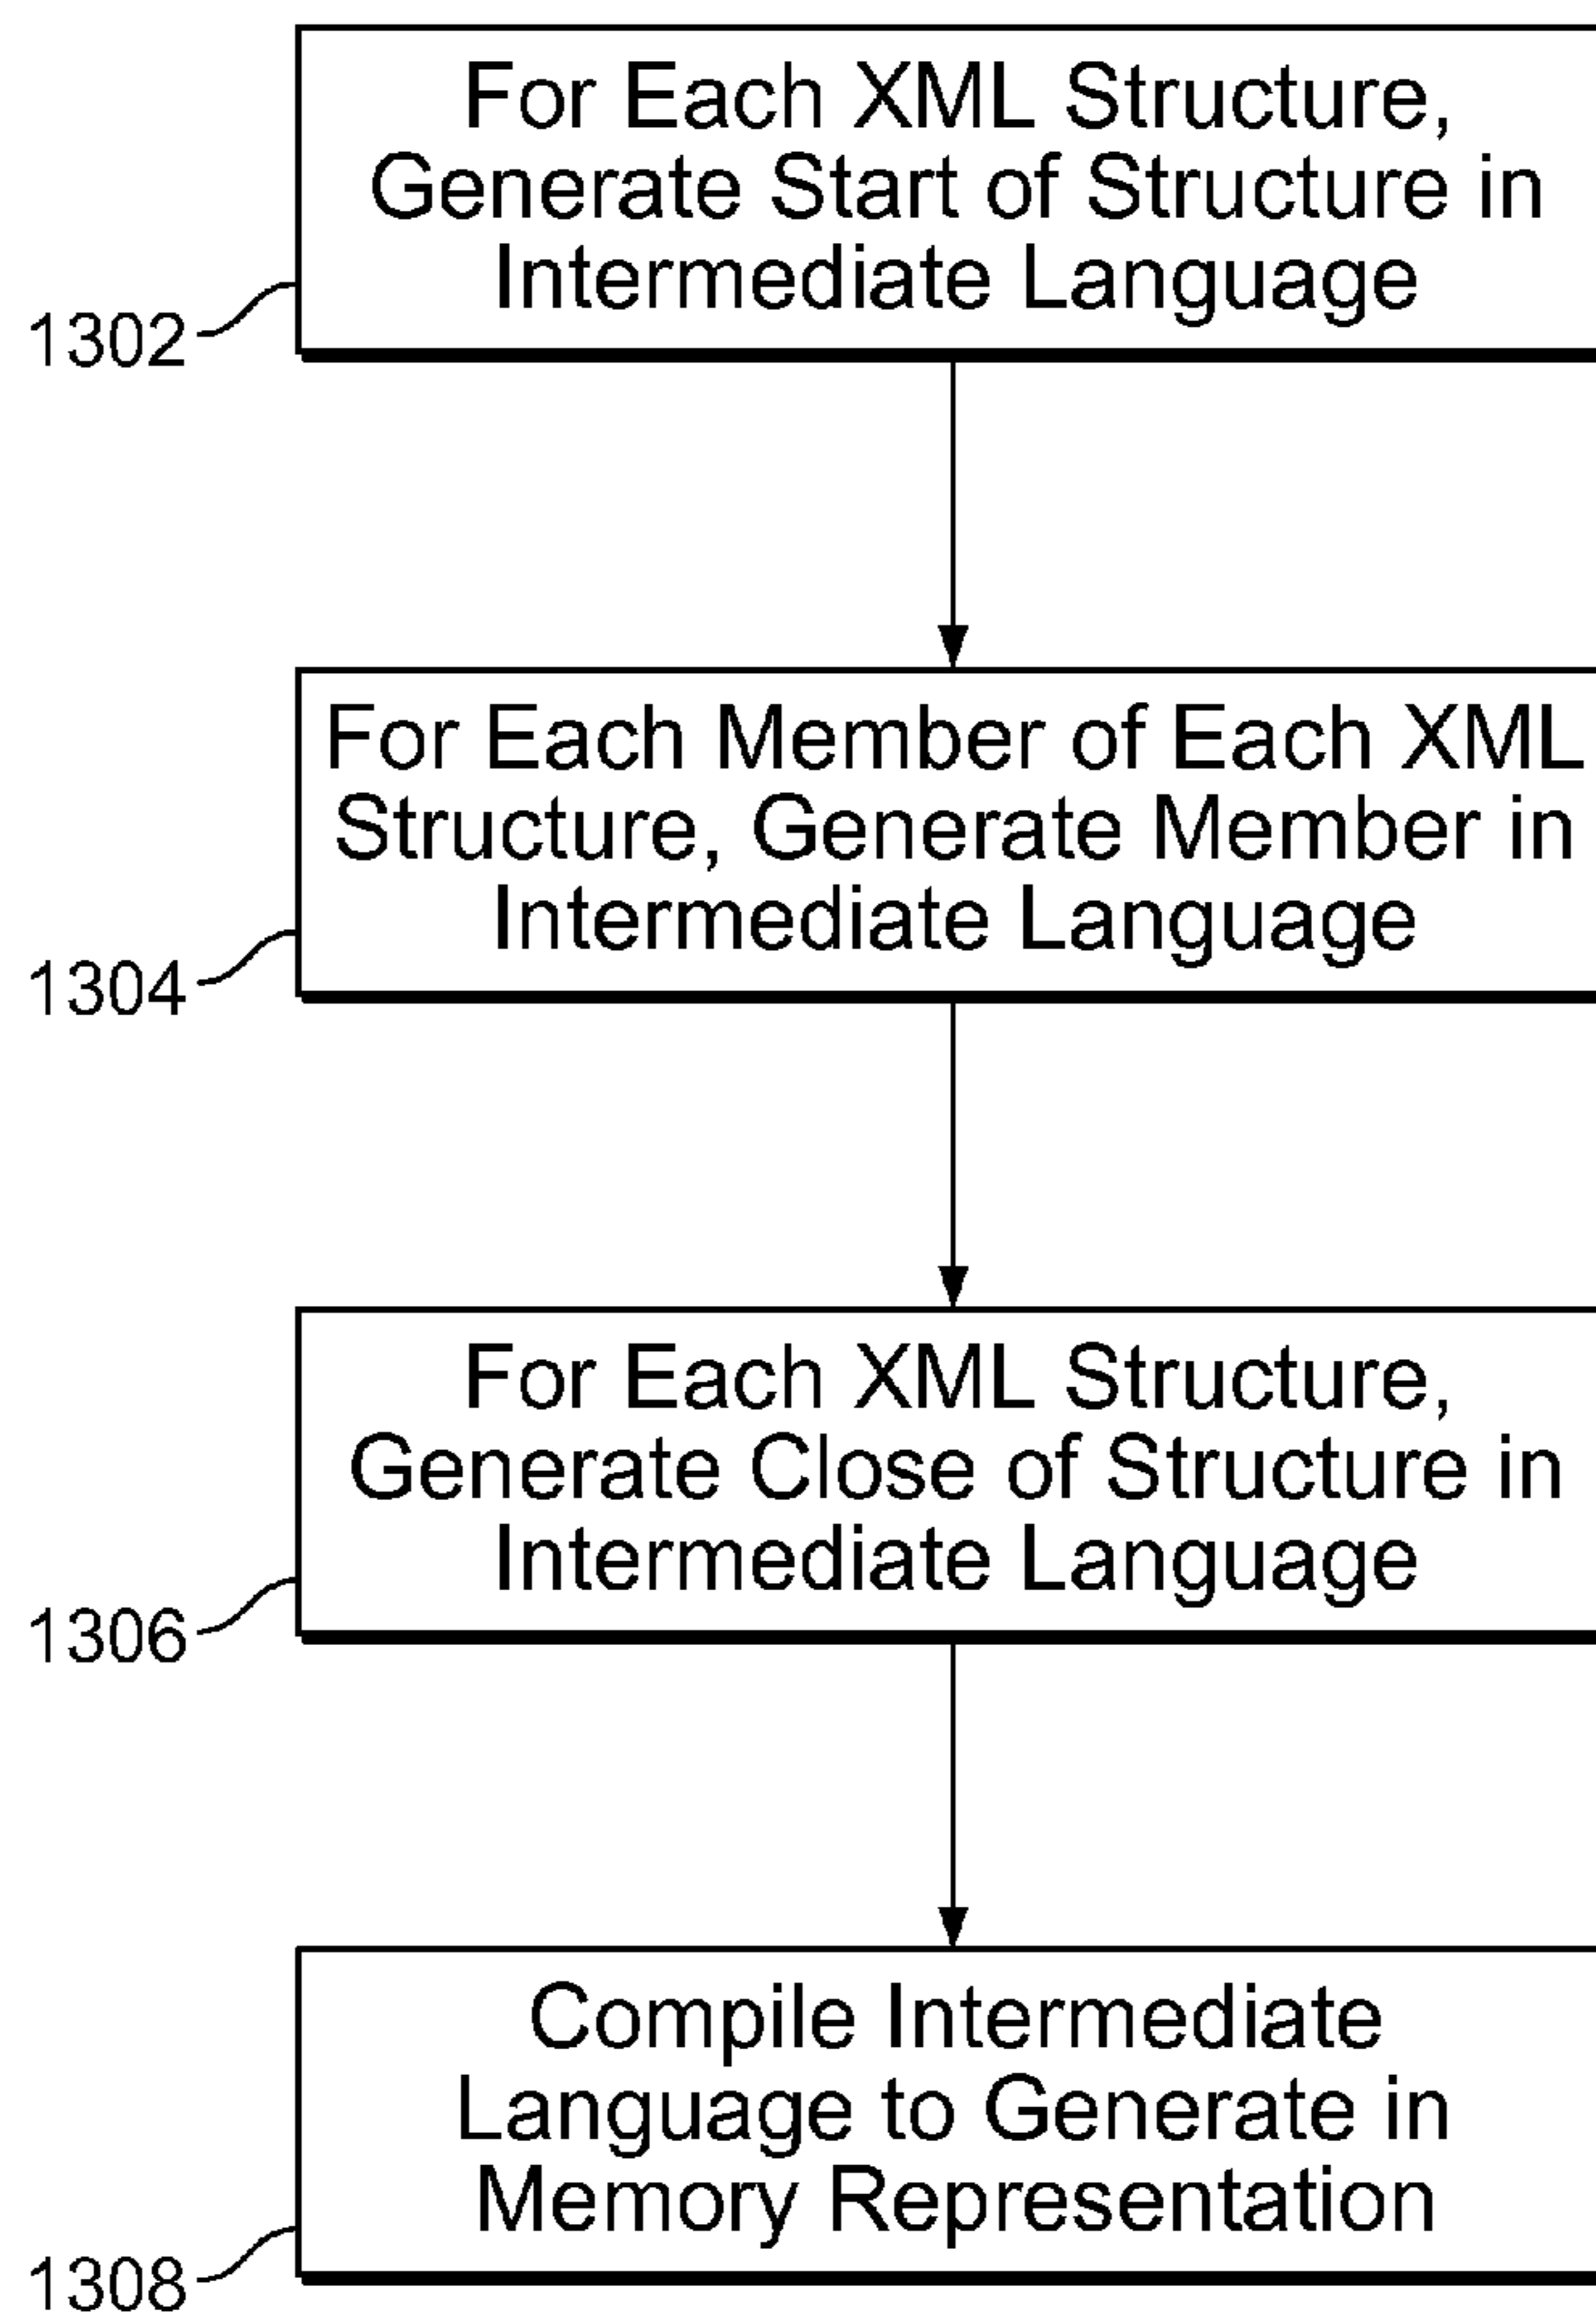 For Each XML Structure,
Generate Start of Structure in
Intermediate Language
1302
For Each Member of Each XML
Structure, Generate Member in
Intermediate Language
1304
For Each XML Structure,
Generate Close of Structure in
Intermediate Language
1306
Compile Intermediate
Language to Generate in
Memory Representation
1308